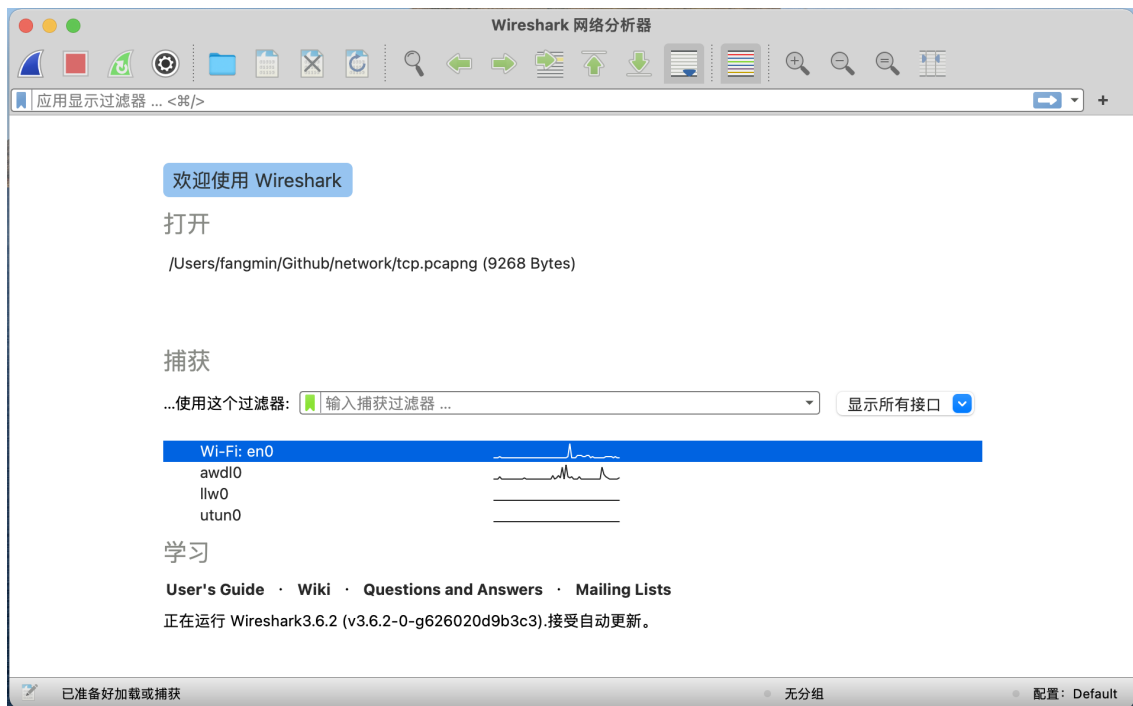 Wireshark 网络分析器
应用显示过滤器 … <⌘/>
+
欢迎使用 Wireshark
打开
/Users/fangmin/Github/network/tcp.pcapng (9268 Bytes)
捕获
…使用这个过滤器: 输入捕获过滤器 … 显示所有接口
Wi-Fi: en0
awdl0
llw0
utun0
学习
User's Guide · Wiki · Questions and Answers · Mailing Lists
正在运行 Wireshark3.6.2 (v3.6.2-0-g626020d9b3c3).接受自动更新。
已准备好加载或捕获 无分组 配置: Default